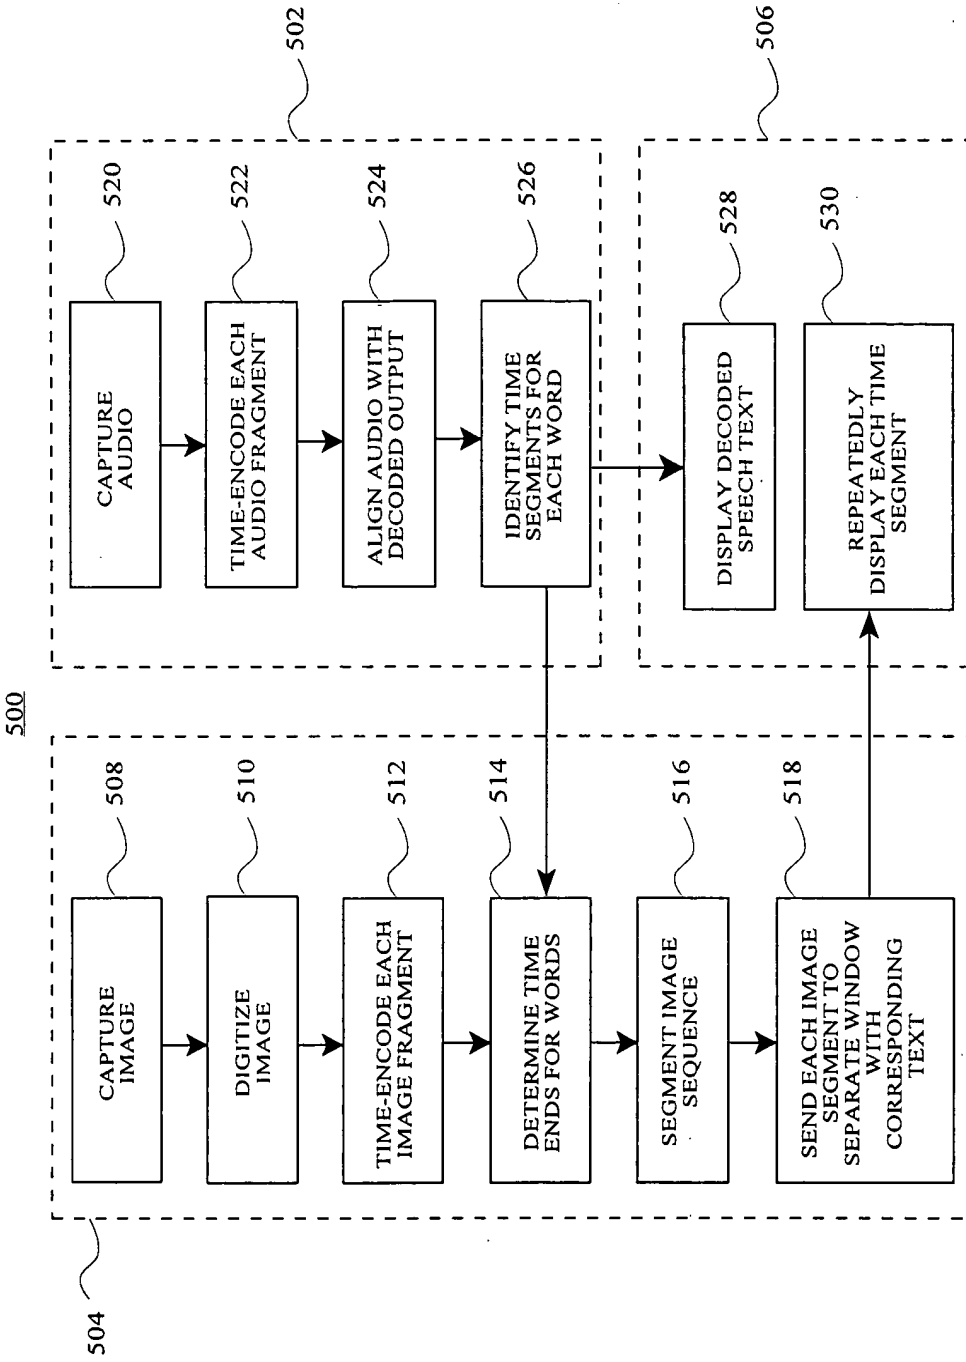 500
504
508
CAPTURE
IMAGE
510
DIGITIZE
IMAGE
512
TIME-ENCODE EACH
IMAGE FRAGMENT
514
DETERMINE TIME
ENDS FOR WORDS
516
SEGMENT IMAGE
SEQUENCE
518
SEND EACH IMAGE
SEGMENT TO
SEPARATE WINDOW
WITH
CORRESPONDING
TEXT
502
520
CAPTURE
AUDIO
522
TIME-ENCODE EACH
AUDIO FRAGMENT
524
ALIGN AUDIO WITH
DECODED OUTPUT
526
IDENTIFY TIME
SEGMENTS FOR
EACH WORD
506
528
DISPLAY DECODED
SPEECH TEXT
530
REPEATEDLY
DISPLAY EACH TIME
SEGMENT